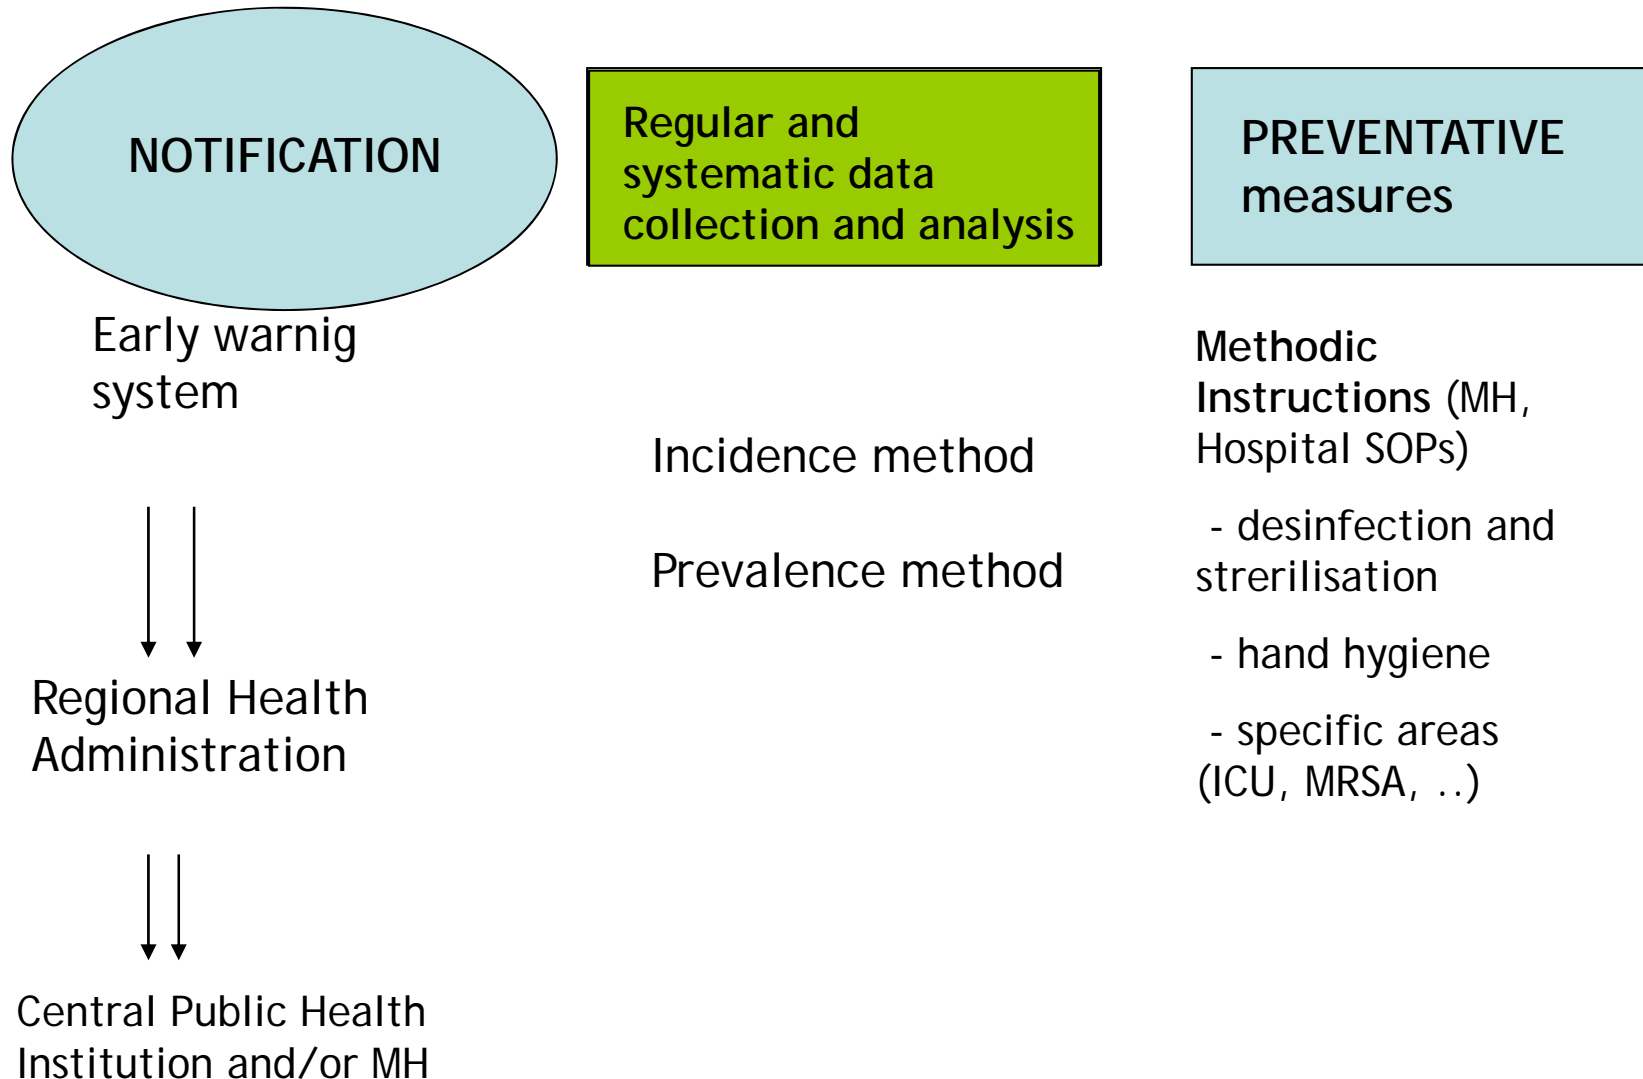 NOTIFICATION
Early warnig
system
Regional Health
Administration
Central Public Health
Institution and/or MH
Regular and
systematic data
collection and analysis
Incidence method
Prevalence method
PREVENTATIVE
measures
Methodic
Instructions (MH,
Hospital SOPs)
- desinfection and
strerilisation
- hand hygiene
- specific areas
(ICU, MRSA, ..)